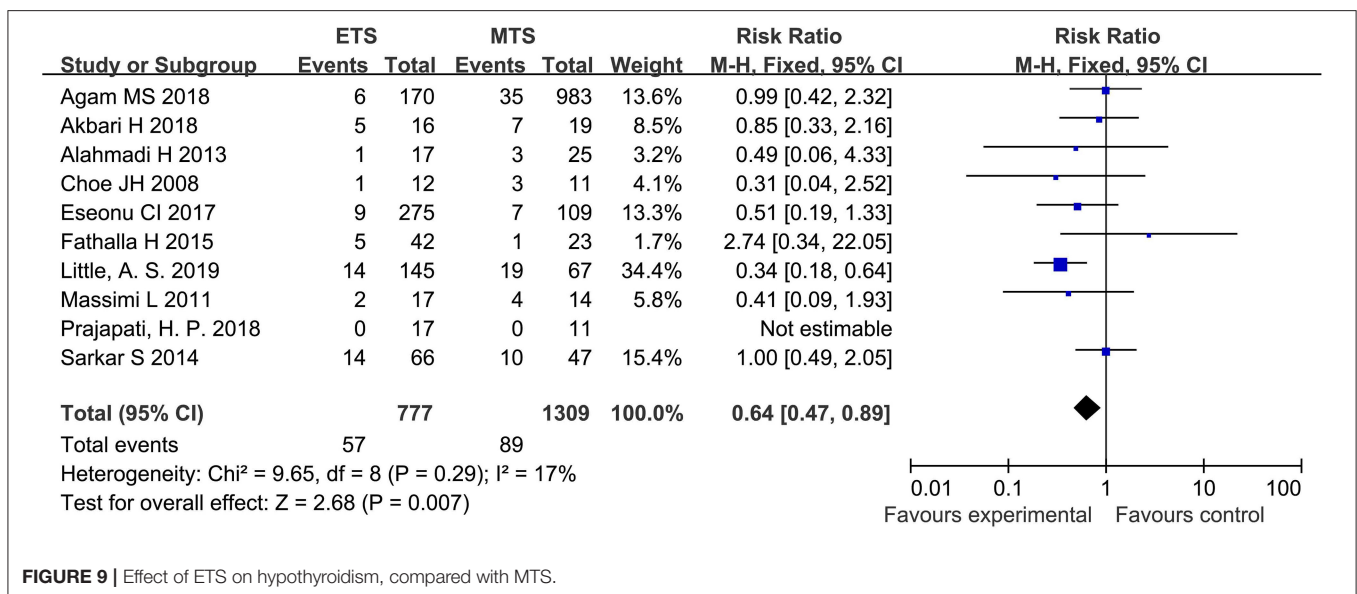 ETS MTS Risk Ratio Risk Ratio
Study or Subgroup Events Total Events Total Weight M-H, Fixed, 95% CI M-H, Fixed, 95% CI
Agam MS 2018 6 170 35 983 13.6% 0.99 [0.42, 2.32]
Akbari H 2018 5 16 7 19 8.5% 0.85 [0.33, 2.16]
Alahmadi H 2013 1 17 3 25 3.2% 0.49 [0.06, 4.33]
Choe JH 2008 1 12 3 11 4.1% 0.31 [0.04, 2.52]
Eseonu CI 2017 9 275 7 109 13.3% 0.51 [0.19, 1.33]
Fathalla H 2015 5 42 1 23 1.7% 2.74 [0.34, 22.05]
Little, A. S. 2019 14 145 19 67 34.4% 0.34 [0.18, 0.64]
Massimi L 2011 2 17 4 14 5.8% 0.41 [0.09, 1.93]
Prajapati, H. P. 2018 0 17 0 11 Not estimable
Sarkar S 2014 14 66 10 47 15.4% 1.00 [0.49, 2.05]
Total (95% CI) 777 1309 100.0% 0.64 [0.47, 0.89]
Total events 57 89
Heterogeneity: Chi² = 9.65, df = 8 (P = 0.29); I² = 17%
Test for overall effect: Z = 2.68 (P = 0.007)
0.01 0.1 1 10 100
Favours experimental Favours control
FIGURE 9 | Effect of ETS on hypothyroidism, compared with MTS.